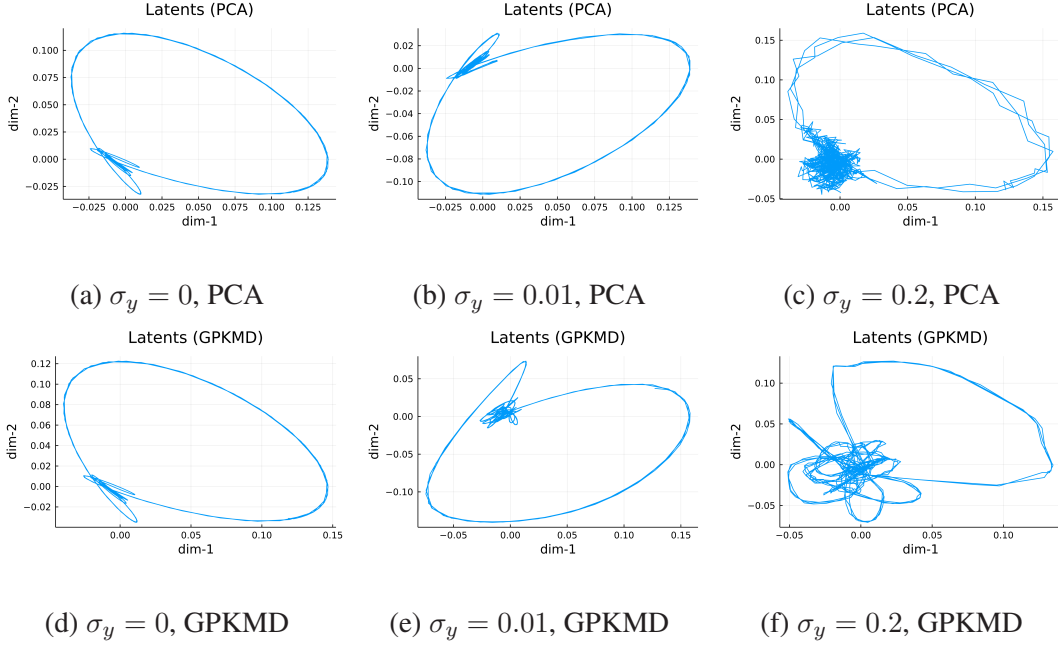 Latents (PCA)
Latents (PCA)
Latents (PCA)
0.100
0.075
0.050
0.025
0.000
−0.025
dim-2
−0.025 0.000 0.025 0.050 0.075 0.100 0.125
dim-1
0.02
0.00
−0.02
−0.04
−0.06
−0.08
−0.10
dim-2
−0.025 0.000 0.025 0.050 0.075 0.100 0.125
dim-1
0.15
0.10
0.05
0.00
−0.05
dim-2
0.00 0.05 0.10 0.15
dim-1
(a) σy = 0, PCA
(b) σy = 0.01, PCA
(c) σy = 0.2, PCA
Latents (GPKMD)
Latents (GPKMD)
Latents (GPKMD)
0.12
0.10
0.08
0.06
0.04
0.02
0.00
−0.02
dim-2
0.00 0.05 0.10 0.15
dim-1
0.05
0.00
−0.05
−0.10
dim-2
−0.05 0.00 0.05 0.10 0.15
dim-1
0.10
0.05
0.00
−0.05
dim-2
−0.05 0.00 0.05 0.10
dim-1
(d) σy = 0, GPKMD
(e) σy = 0.01, GPKMD
(f) σy = 0.2, GPKMD